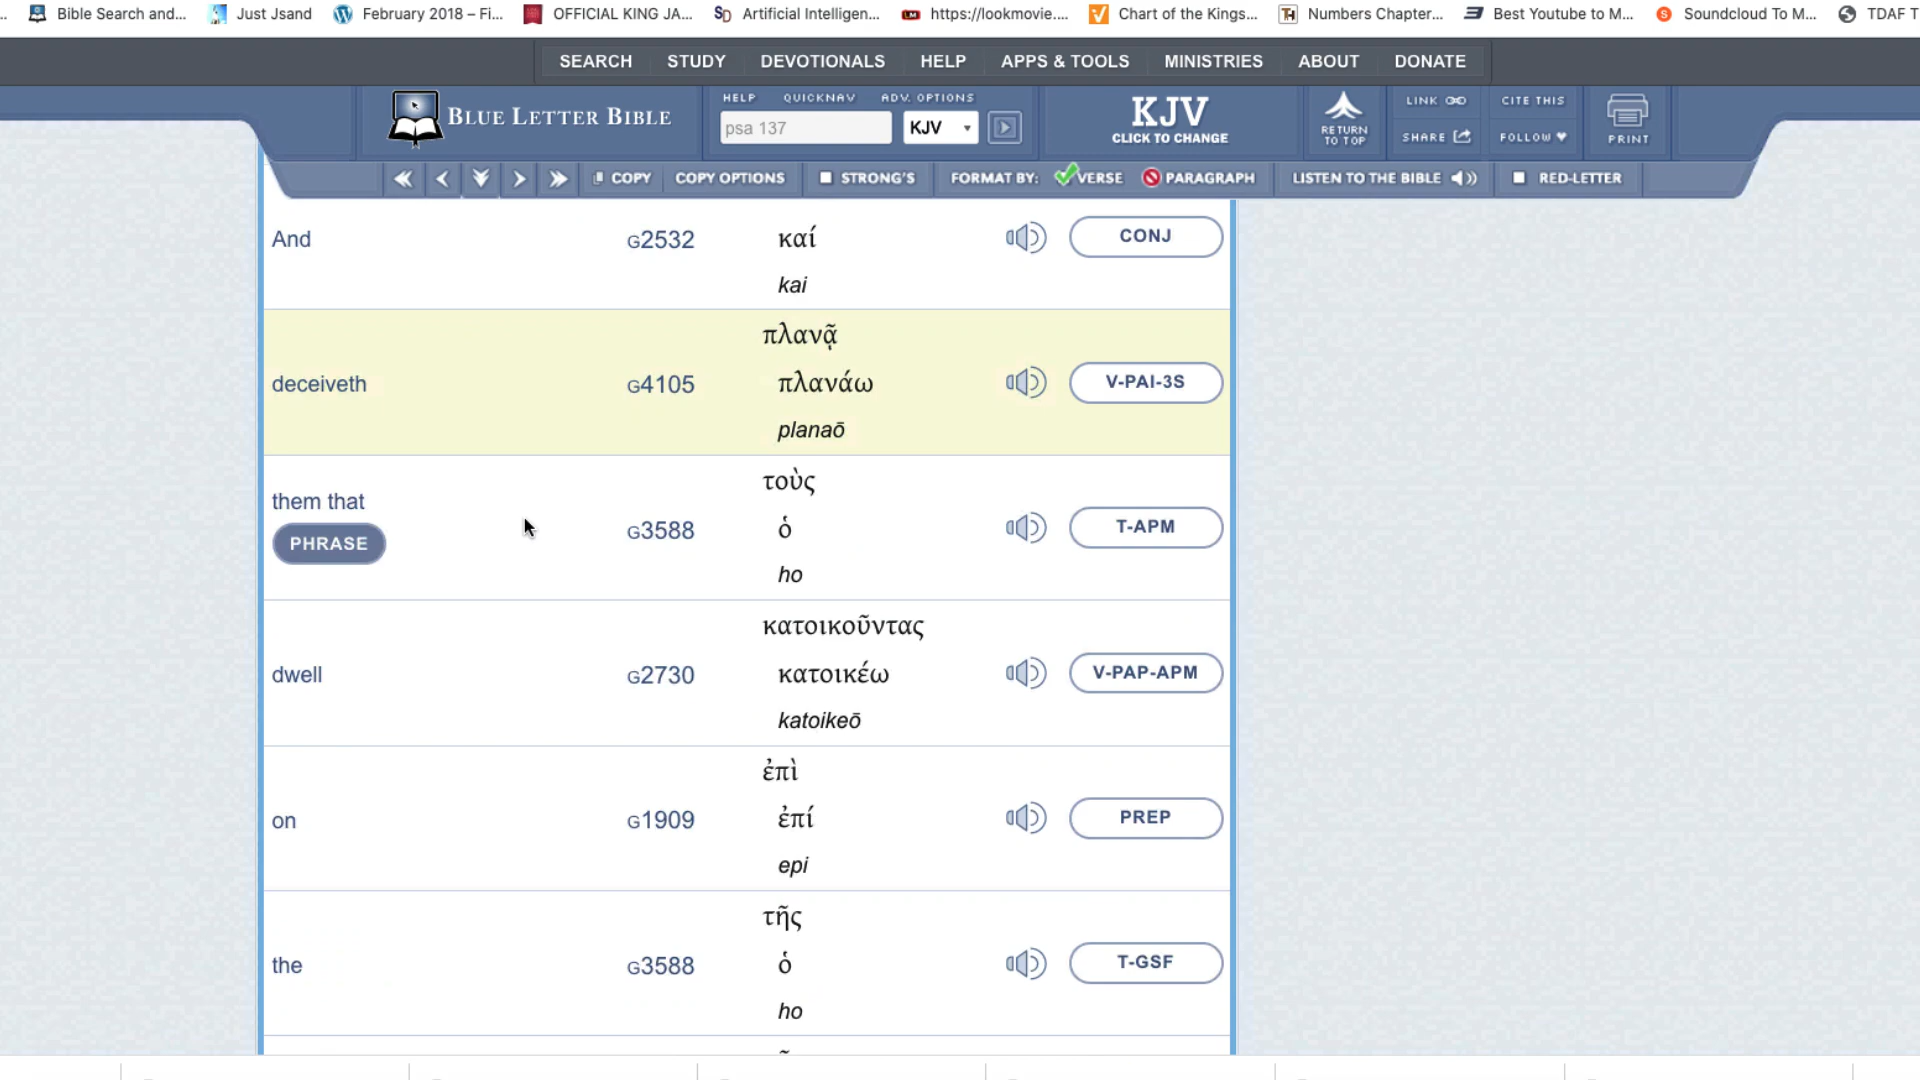 Bible Search and... Just Jsand February 2018 – Fi... OFFICIAL KING JA... SD Artificial Intelligen... LM https://lookmovie.... Chart of the Kings... TH Numbers Chapter... Best Youtube to M... S Soundcloud To M... TDAF T
SEARCH STUDY DEVOTIONALS HELP APPS & TOOLS MINISTRIES ABOUT DONATE
BLUE LETTER BIBLE
HELP QUICKNAV ADV. OPTIONS
psa 137 KJV
KJV
CLICK TO CHANGE
RETURN
TO TOP
LINK CITE THIS
SHARE FOLLOW
PRINT
COPY COPY OPTIONS STRONG'S FORMAT BY: VERSE PARAGRAPH LISTEN TO THE BIBLE RED-LETTER
And G2532 καί CONJ
kai
πλανᾷ
deceiveth G4105 πλανάω V-PAI-3S
planaō
τοὺς
them that
PHRASE G3588 ὁ T-APM
ho
κατοικοῦντας
dwell G2730 κατοικέω V-PAP-APM
katoikeō
ἐπὶ
on G1909 ἐπί PREP
epi
τῆς
the G3588 ὁ T-GSF
ho